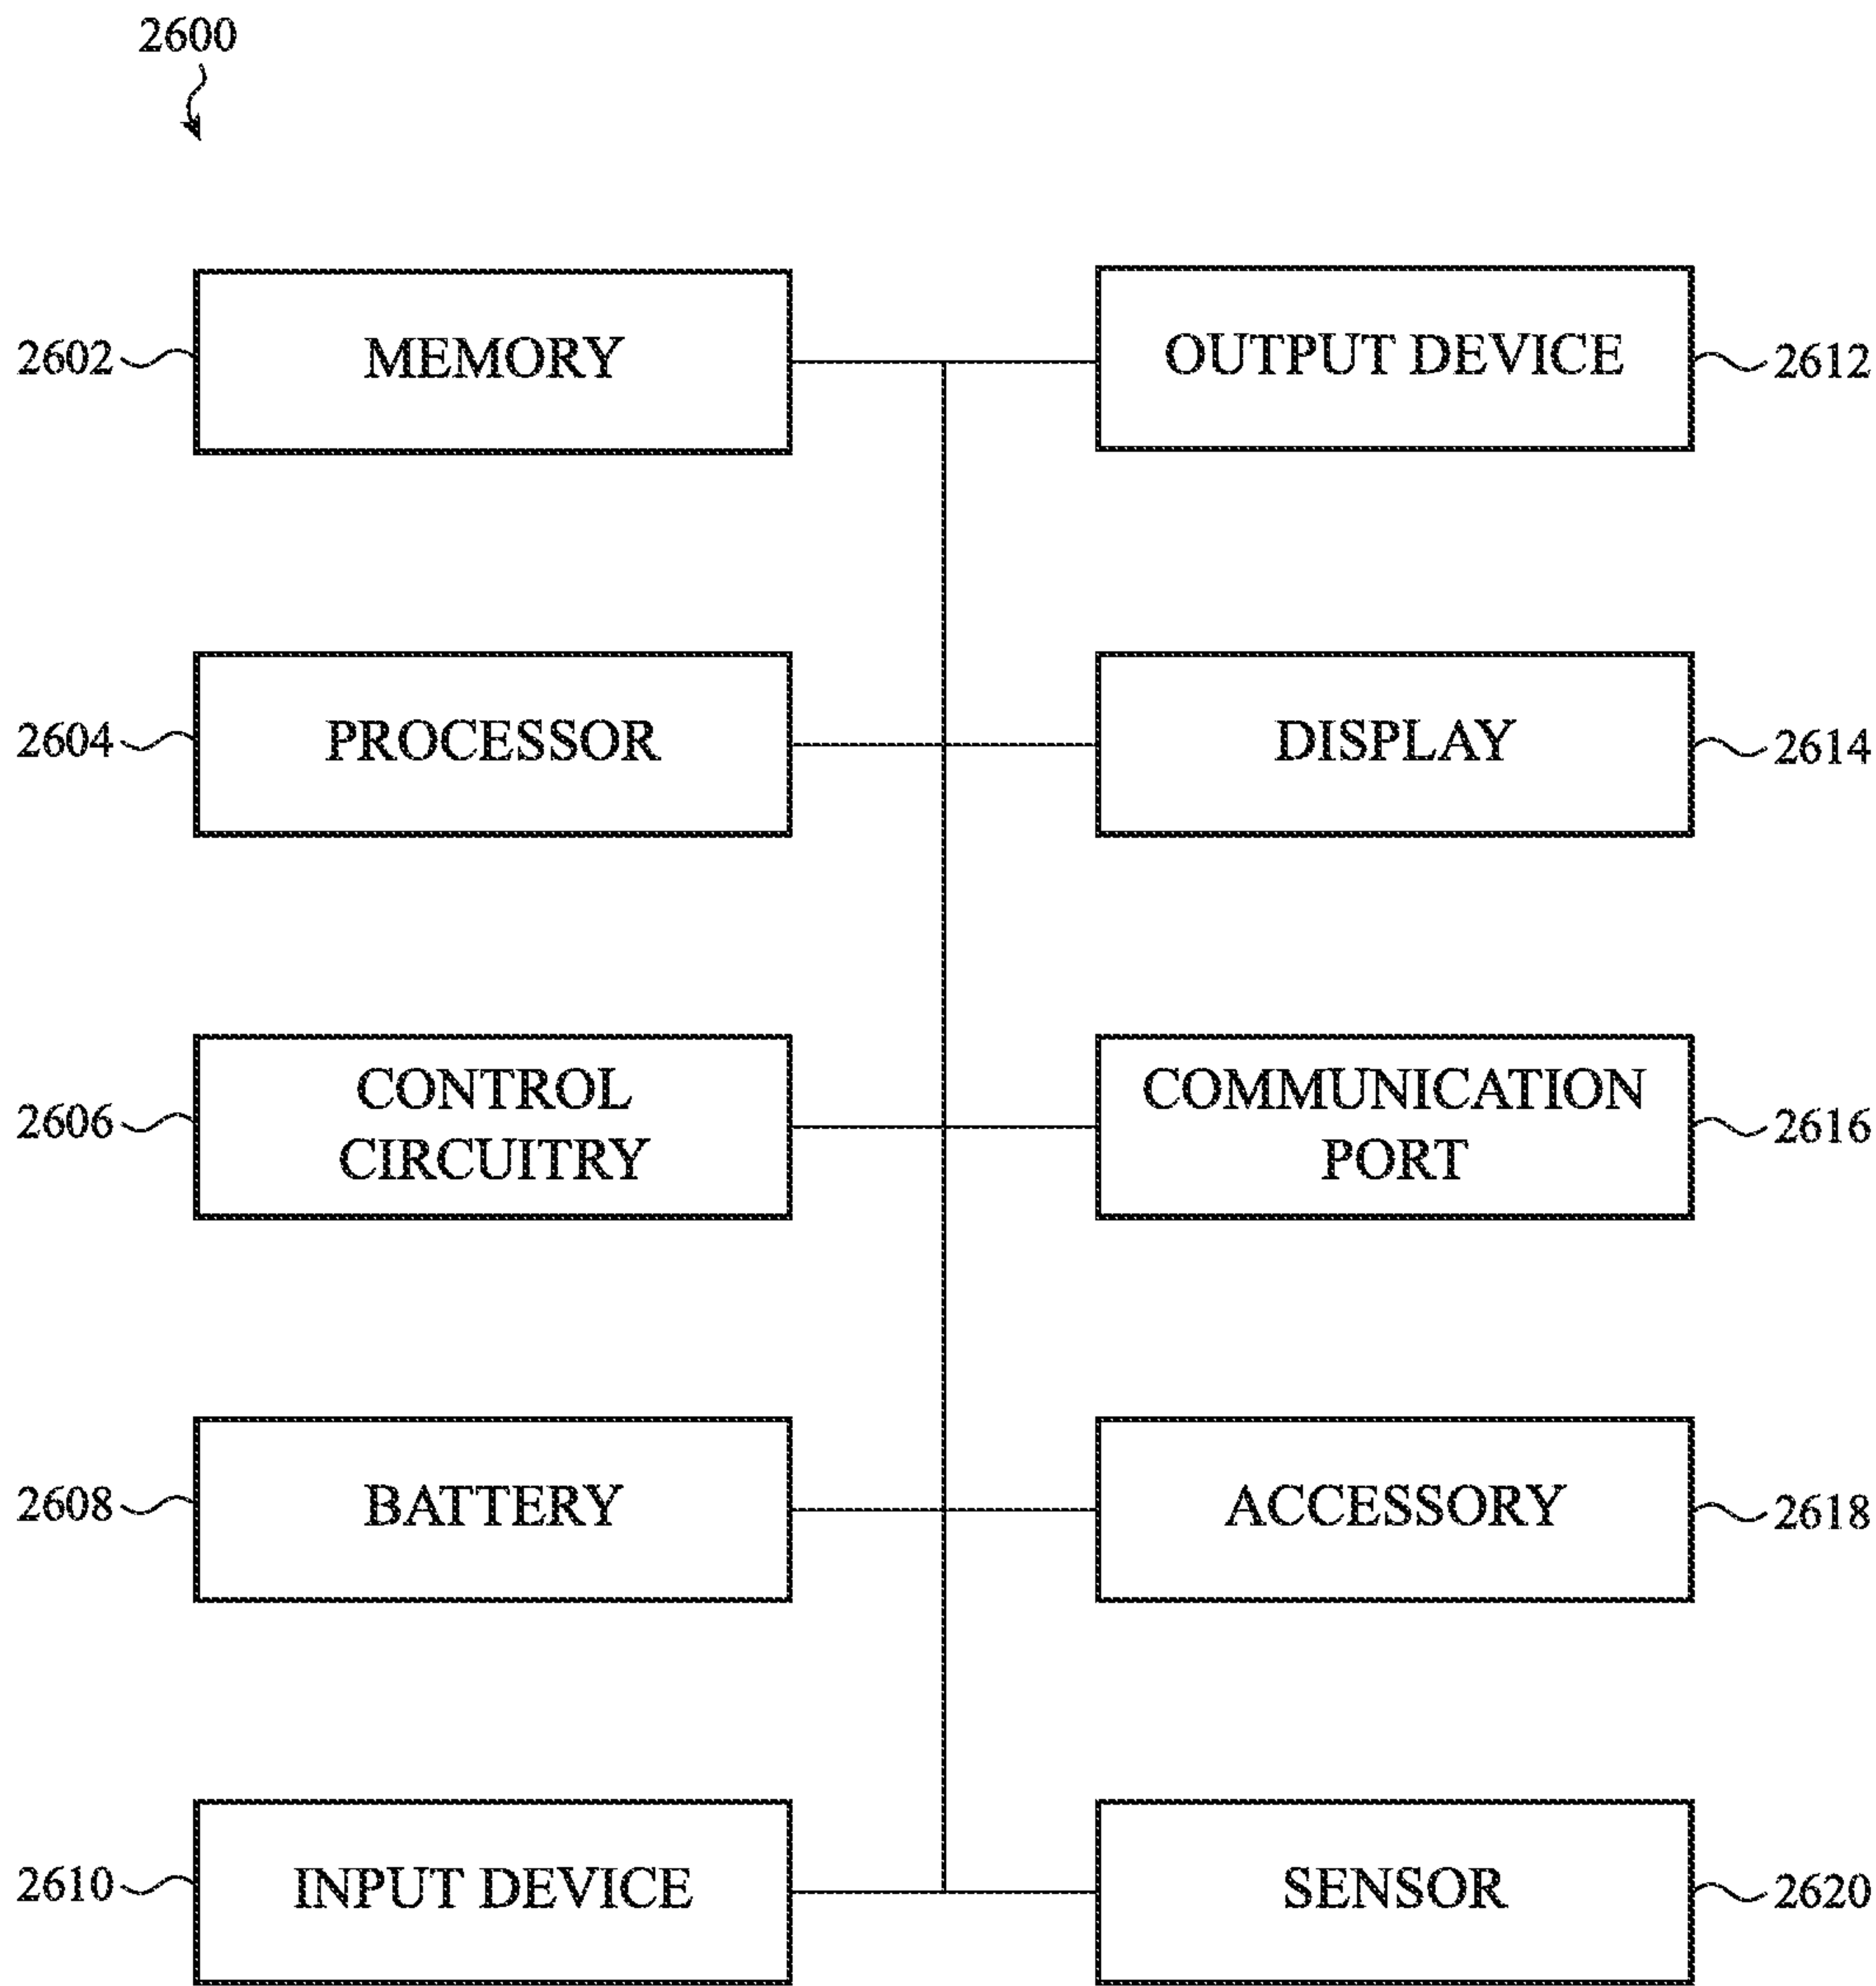 2600
2602
MEMORY
OUTPUT DEVICE
2612
2604
PROCESSOR
DISPLAY
2614
2606
CONTROL
CIRCUITRY
COMMUNICATION
PORT
2616
2608
BATTERY
ACCESSORY
2618
2610
INPUT DEVICE
SENSOR
2620